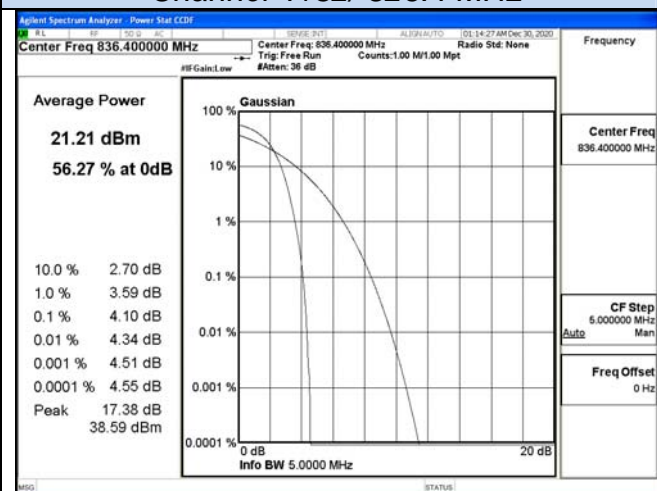 Agilent Spectrum Analyzer - Power Stat CCDF
RL RF 50 Ω AC SENSE:INT ALIGN AUTO 01:14:27 AM Dec 30, 2020
Center Freq 836.400000 MHz
Center Freq: 836.400000 MHz
Radio Std: None
Trig: Free Run
Counts:1.00 M/1.00 Mpt
#IFGain:Low
#Atten: 36 dB
Frequency
Average Power
21.21 dBm
56.27 % at 0dB
10.0 % 2.70 dB
1.0 % 3.59 dB
0.1 % 4.10 dB
0.01 % 4.34 dB
0.001 % 4.51 dB
0.0001 % 4.55 dB
Peak 17.38 dB
38.59 dBm
Gaussian
100 %
10 %
1 %
0.1 %
0.01 %
0.001 %
0.0001 %
0 dB
20 dB
Info BW 5.0000 MHz
Center Freq
836.400000 MHz
CF Step
5.000000 MHz
Auto Man
Freq Offset
0 Hz
MSG
STATUS